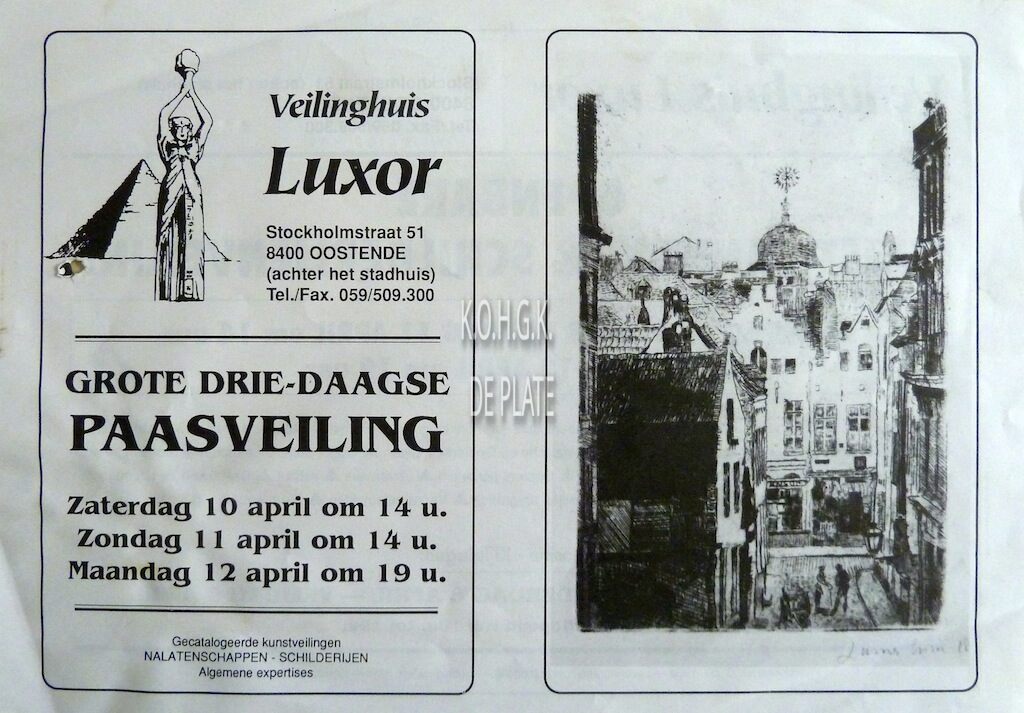 Veilinghuis
Luxor
Stockholmstraat 51
8400 OOSTENDE
(achter het stadhuis)
Tel./Fax. 059/509.300
GROTE DRIE-DAAGSE
PAASVEILING
Zaterdag 10 april om 14 u.
Zondag 11 april om 14 u.
Maandag 12 april om 19 u.
Gecatalogeerde kunstveilingen
NALATENSCHAPPEN - SCHILDERIJEN
Algemene expertises
K.O.H.G.K.
DE PLATE